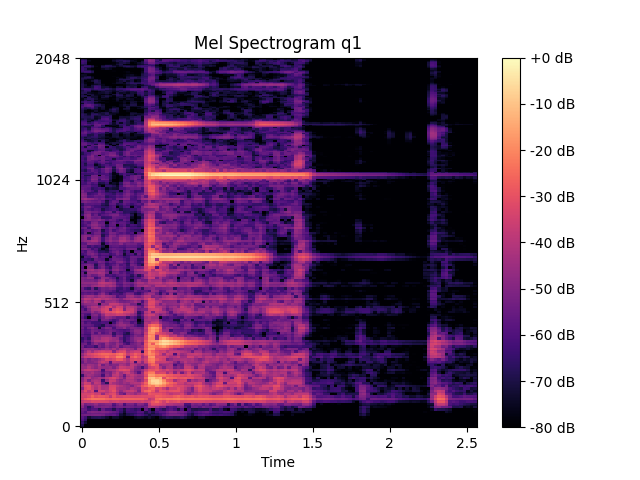 Mel Spectrogram q1
2048
1024
512
0
Hz
0
0.5
1
1.5
2
2.5
Time
+0 dB
-10 dB
-20 dB
-30 dB
-40 dB
-50 dB
-60 dB
-70 dB
-80 dB